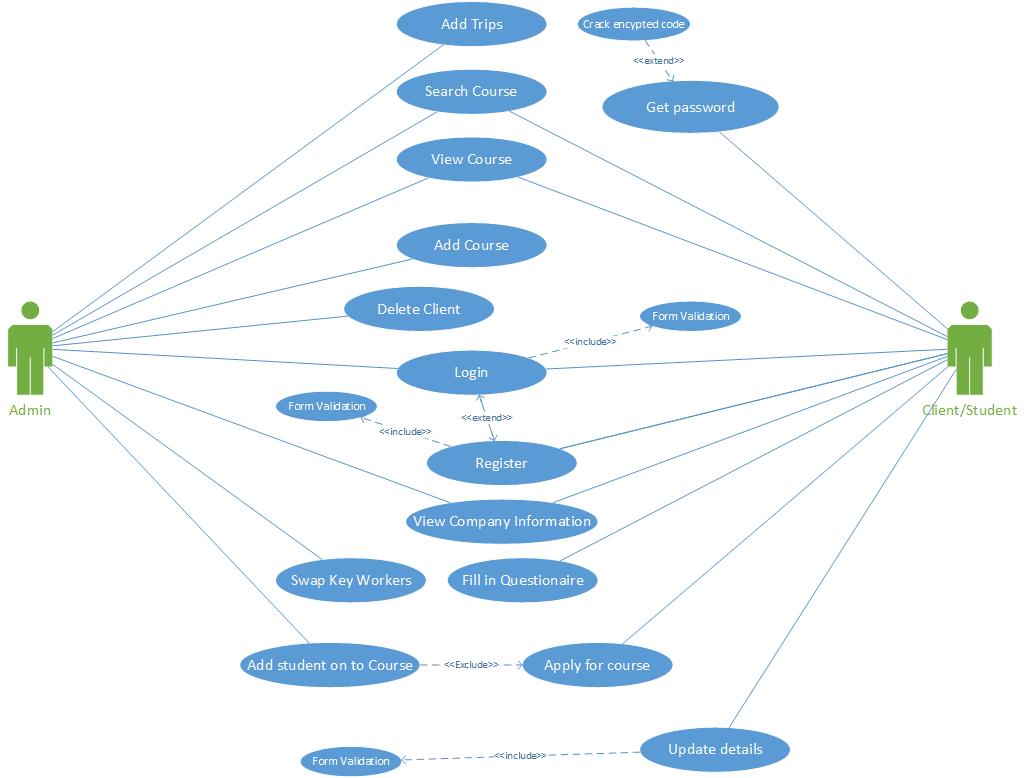 Add Trips
Crack encypted code
<<extend>>
Search Course
Get password
View Course
Add Course
Delete Client
Form Validation
<<include>>
Login
Admin
Client/Student
Form Validation
<<extend>>
<<include>>
Register
View Company Information
Swap Key Workers
Fill in Questionaire
Add student on to Course
<<Exclude>>
Apply for course
Update details
<<include>>
Form Validation